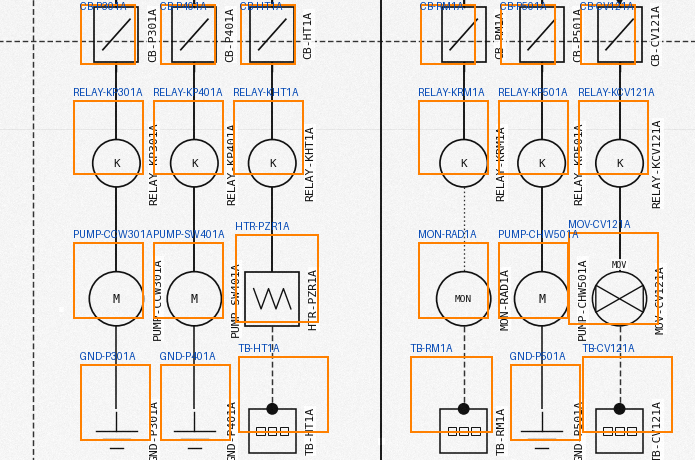 CB-P301A CB-P401A CB-HT1A CB-RM1A CB-P501A CB-CV121A
CB-P301A
CB-P401A
CB-HT1A
CB-RM1A
CB-P501A
CB-CV121A
RELAY-KP301A RELAY-KP401A RELAY-KHT1A RELAY-KRM1A RELAY-KP501A RELAY-KCV121A
K K K K K K
RELAY-KP301A
RELAY-KP401A
RELAY-KHT1A
RELAY-KRM1A
RELAY-KP501A
RELAY-KCV121A
PUMP-CCW301A PUMP-SW401A HTR-PZR1A MON-RAD1A PUMP-CHW501A MOV-CV121A
MOV
M M MON M
PUMP-CCW301A
PUMP-SW401A
HTR-PZR1A
MON-RAD1A
PUMP-CHW501A
MOV-CV121A
GND-P301A GND-P401A TB-HT1A TB-RM1A GND-P501A TB-CV121A
GND-P301A
GND-P401A
TB-HT1A
TB-RM1A
GND-P501A
TB-CV121A